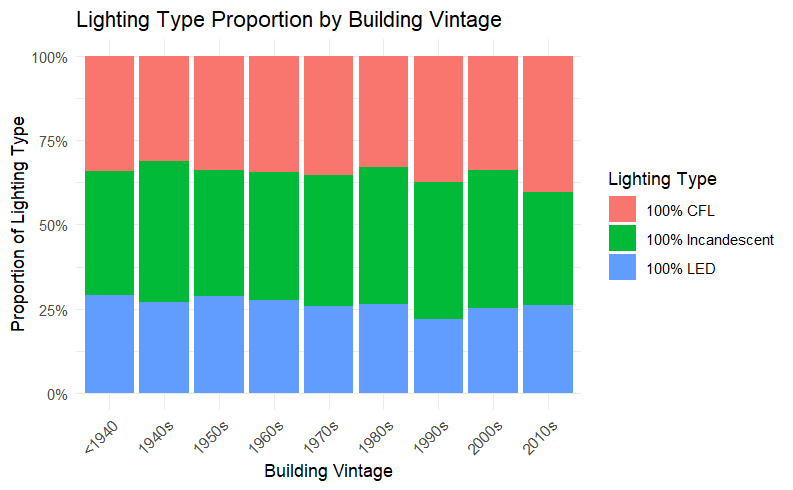 Lighting Type Proportion by Building Vintage
Proportion of Lighting Type
100%
75%
50%
25%
0%
<1940
1940s
1950s
1960s
1970s
1980s
1990s
2000s
2010s
Building Vintage
Lighting Type
100% CFL
100% Incandescent
100% LED